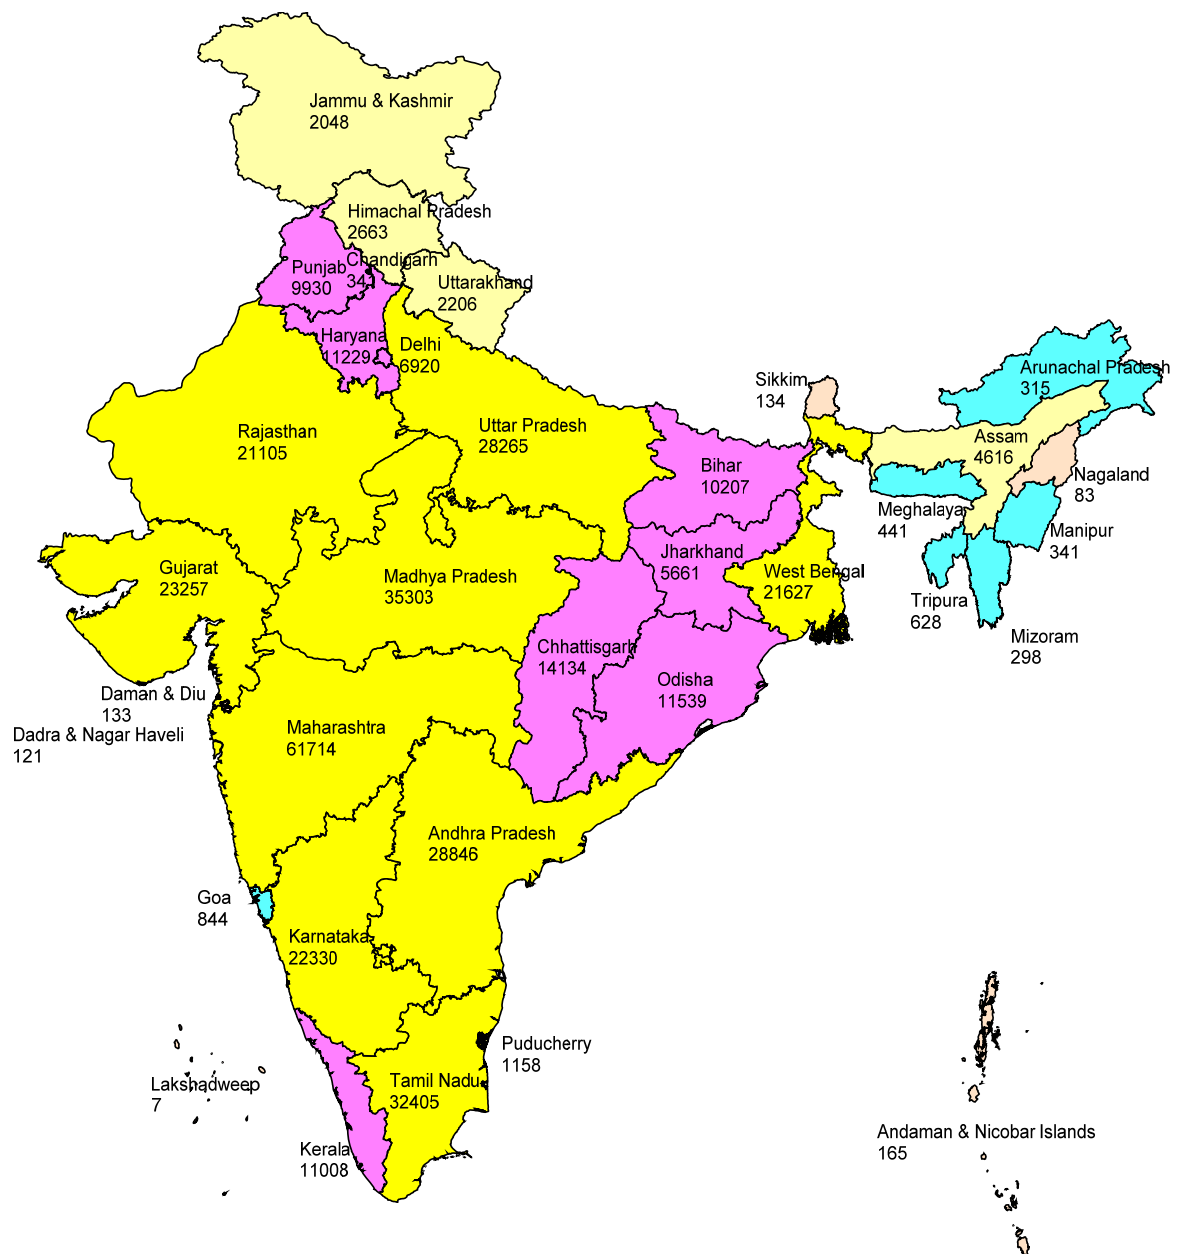 Jammu & Kashmir
2048
Himachal Pradesh
2663
Chandigarh
Punjab
9930
Uttarakhand
2206
Haryana
11229
Delhi
6920
Arunachal Pradesh
315
Sikkim
134
Rajasthan
21105
Uttar Pradesh
28265
Assam
4616
Bihar
10207
Nagaland
83
Meghalaya
441
Manipur
341
Jharkhand
5661
Gujarat
23257
Madhya Pradesh
35303
West Bengal
21627
Tripura
628
Mizoram
298
Chhattisgarh
14134
Odisha
11539
Daman & Diu
133
Dadra & Nagar Haveli
121
Maharashtra
61714
Andhra Pradesh
28846
Goa
844
Karnataka
22330
Puducherry
1158
Lakshadweep
7
Tamil Nadu
32405
Andaman & Nicobar Islands
165
Kerala
11008